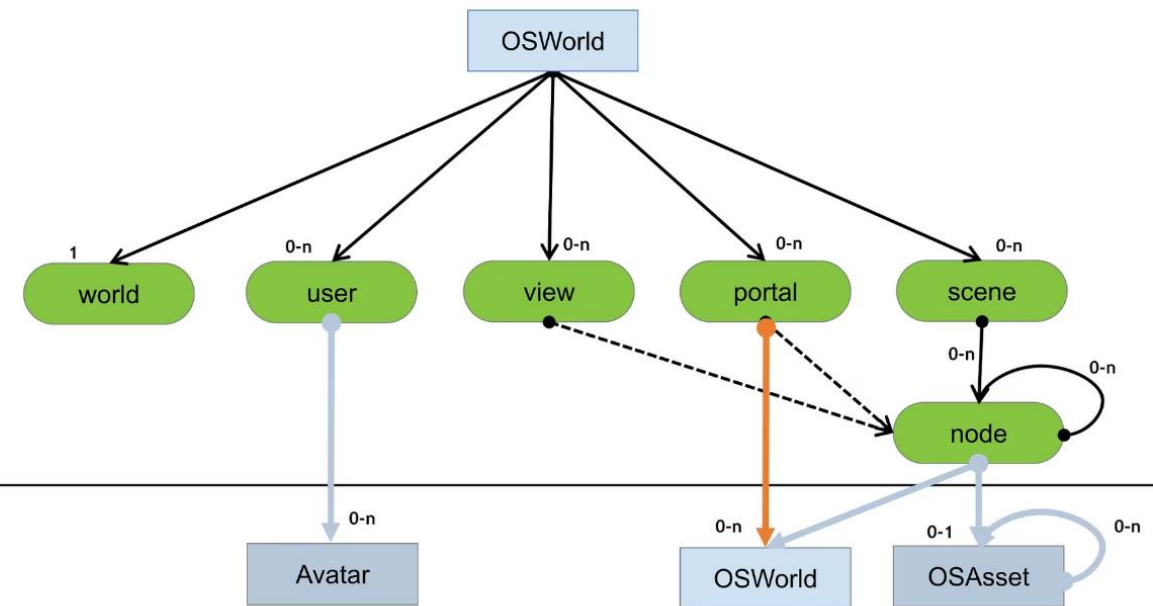 OSWorld
1
0-n
0-n
0-n
0-n
world
user
view
portal
scene
0-n
0-n
node
0-n
0-n
0-1
0-n
Avatar
OSWorld
OSAsset